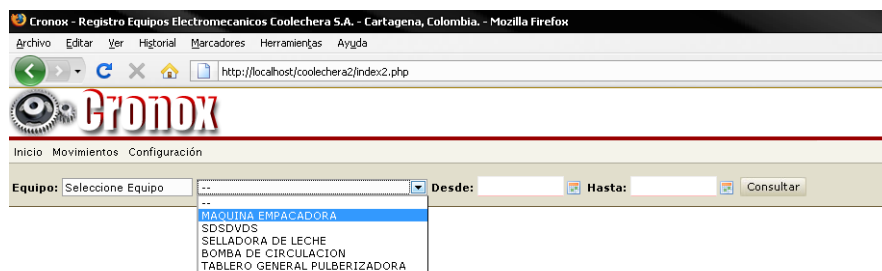 Cronox - Registro Equipos Electromecanicos Coolechera S.A. - Cartagena, Colombia. - Mozilla Firefox
Archivo Editar Ver Historial Marcadores Herramientas Ayuda
http://localhost/coolechera2/index2.php
Cronox
Inicio Movimientos Configuración
Equipo: Seleccione Equipo -- Desde: Hasta: Consultar
--
MAQUINA EMPACADORA
SDSDVDS
SELLADORA DE LECHE
BOMBA DE CIRCULACION
TABLERO GENERAL PULBERIZADORA